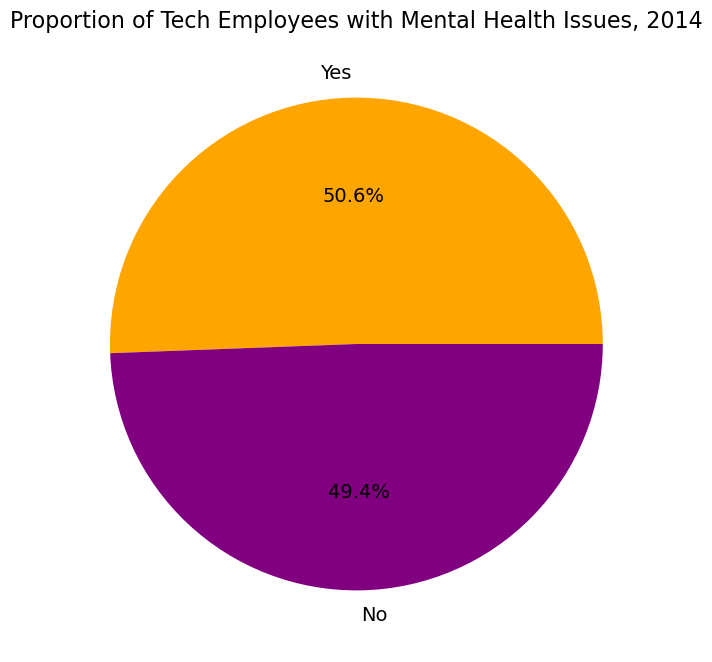 Proportion of Tech Employees with Mental Health Issues, 2014
Yes
50.6%
49.4%
No